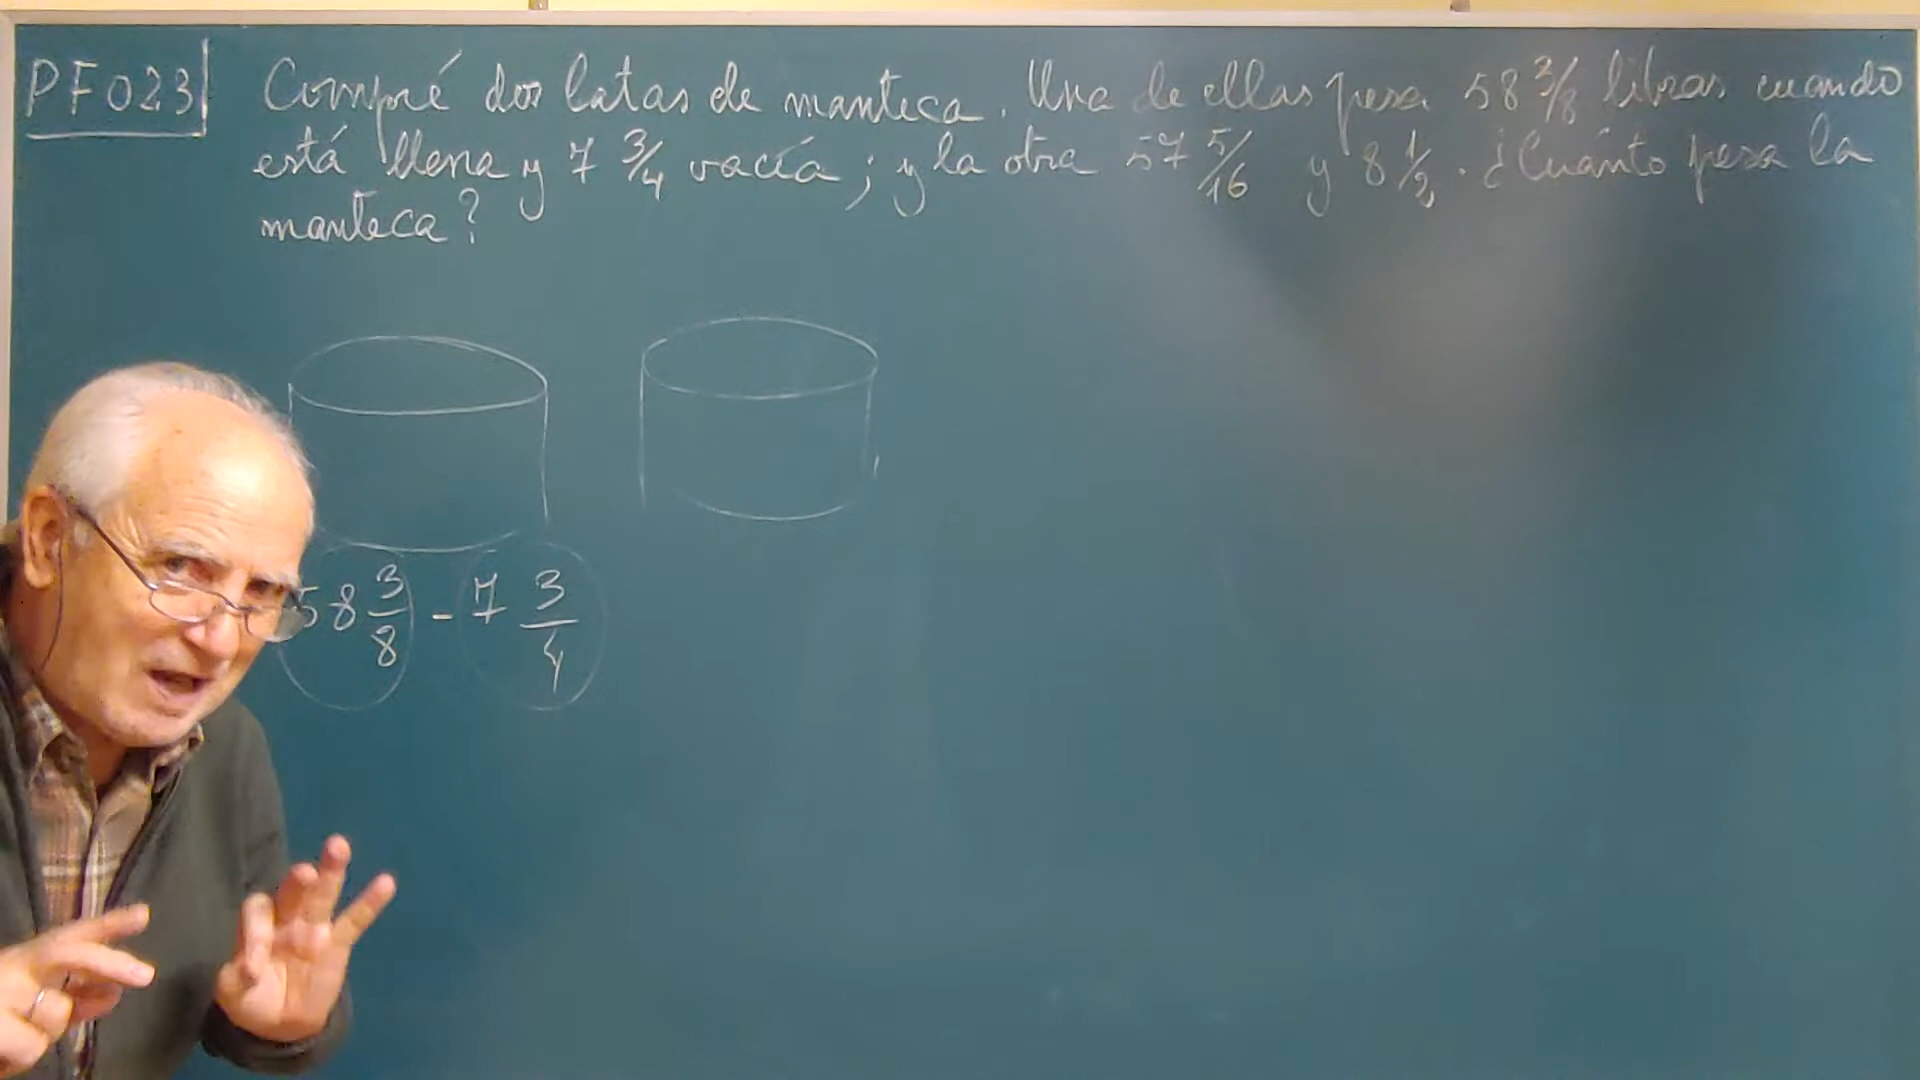 PF023 Compré dos latas de manteca. Una de ellas pesa 58 3/8 libras cuando
está llena y 7 3/4 vacía; y la otra 57 5/16 y 8 1/2. ¿Cuánto pesa la
manteca?
58 3/8 - 7 3/4